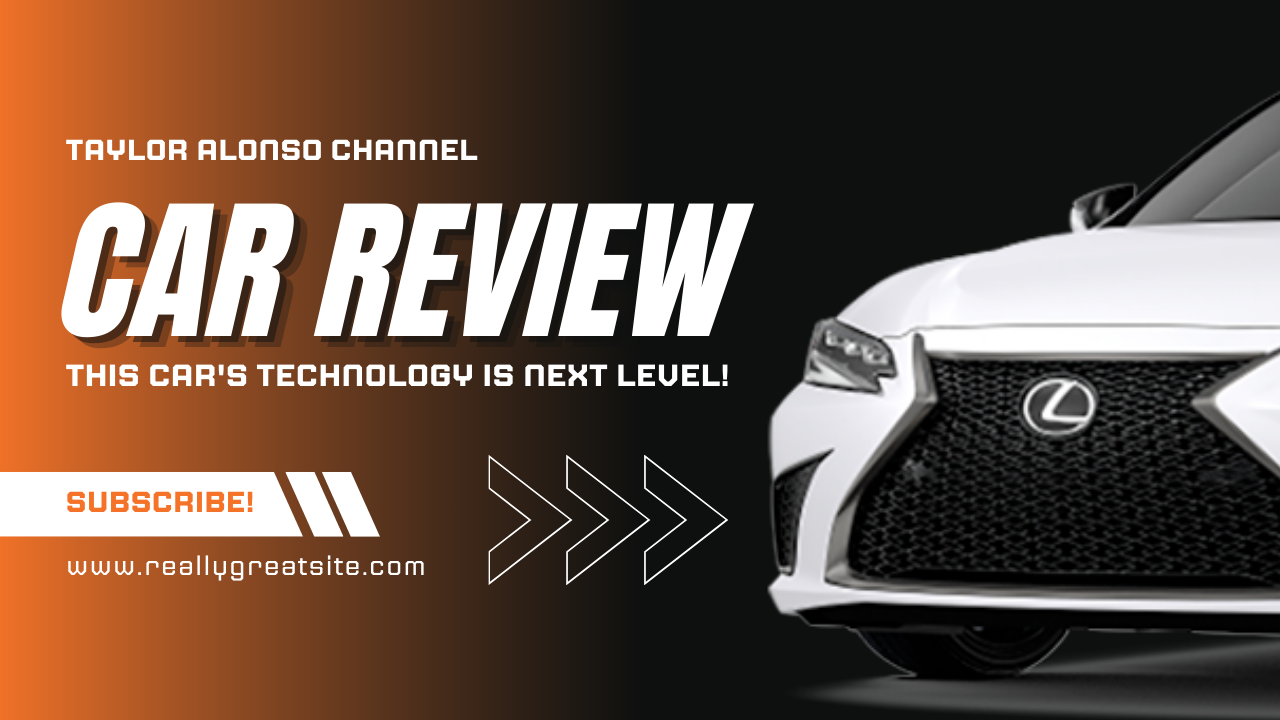 TAYLOR ALONSO CHANNEL
CAR REVIEW
THIS CAR'S TECHNOLOGY IS NEXT LEVEL!
SUBSCRIBE!
www.reallygreatsite.com